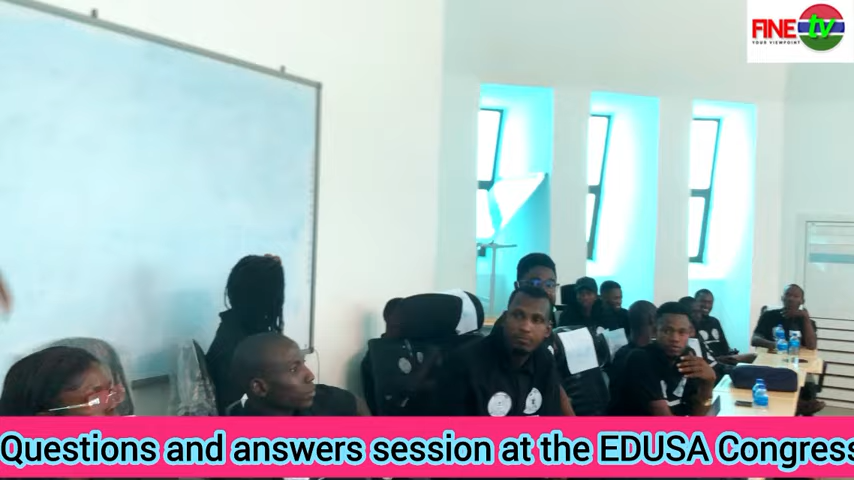 FINE tv
YOUR VIEWPOINT
Questions and answers session at the EDUSA Congress